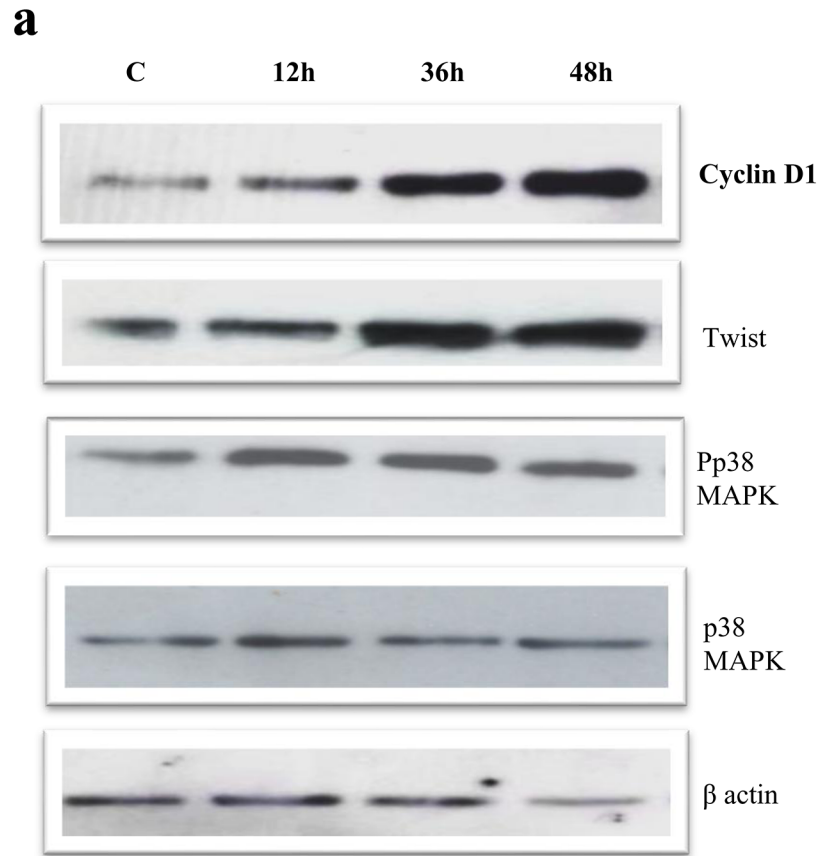 a
C 12h 36h 48h
Cyclin D1
Twist
Pp38
MAPK
p38
MAPK
β actin